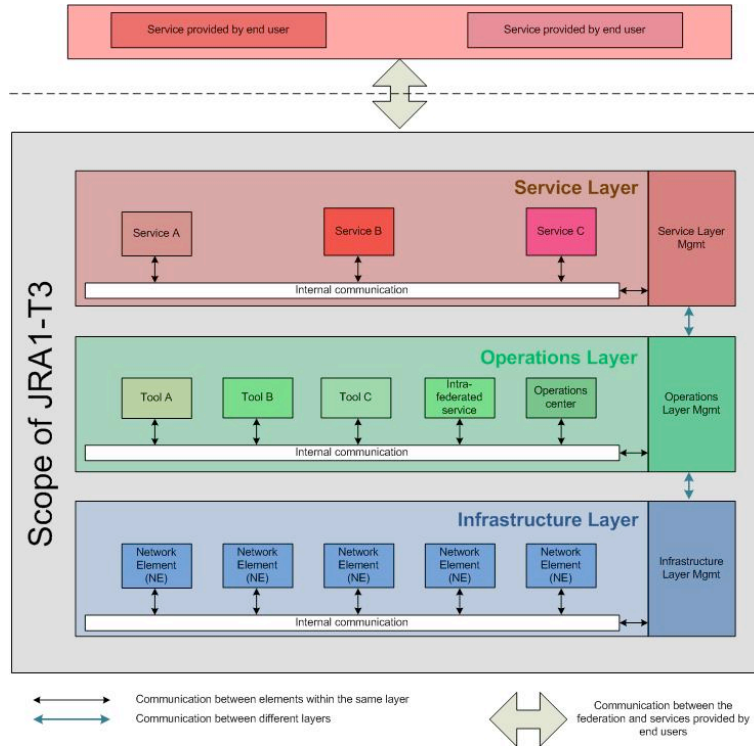 Service provided by end user
Service provided by end user
Scope of JRA1-T3
Service Layer
Service A
Service B
Service C
Service Layer
Mgmt
Internal communication
Operations Layer
Tool A
Tool B
Tool C
Intra-
federated
service
Operations
center
Operations
Layer Mgmt
Internal communication
Infrastructure Layer
Network
Element
(NE)
Network
Element
(NE)
Network
Element
(NE)
Network
Element
(NE)
Network
Element
(NE)
Infrastructure
Layer Mgmt
Internal communication
Communication between elements within the same layer
Communication between different layers
Communication between the
federation and services provided by
end users